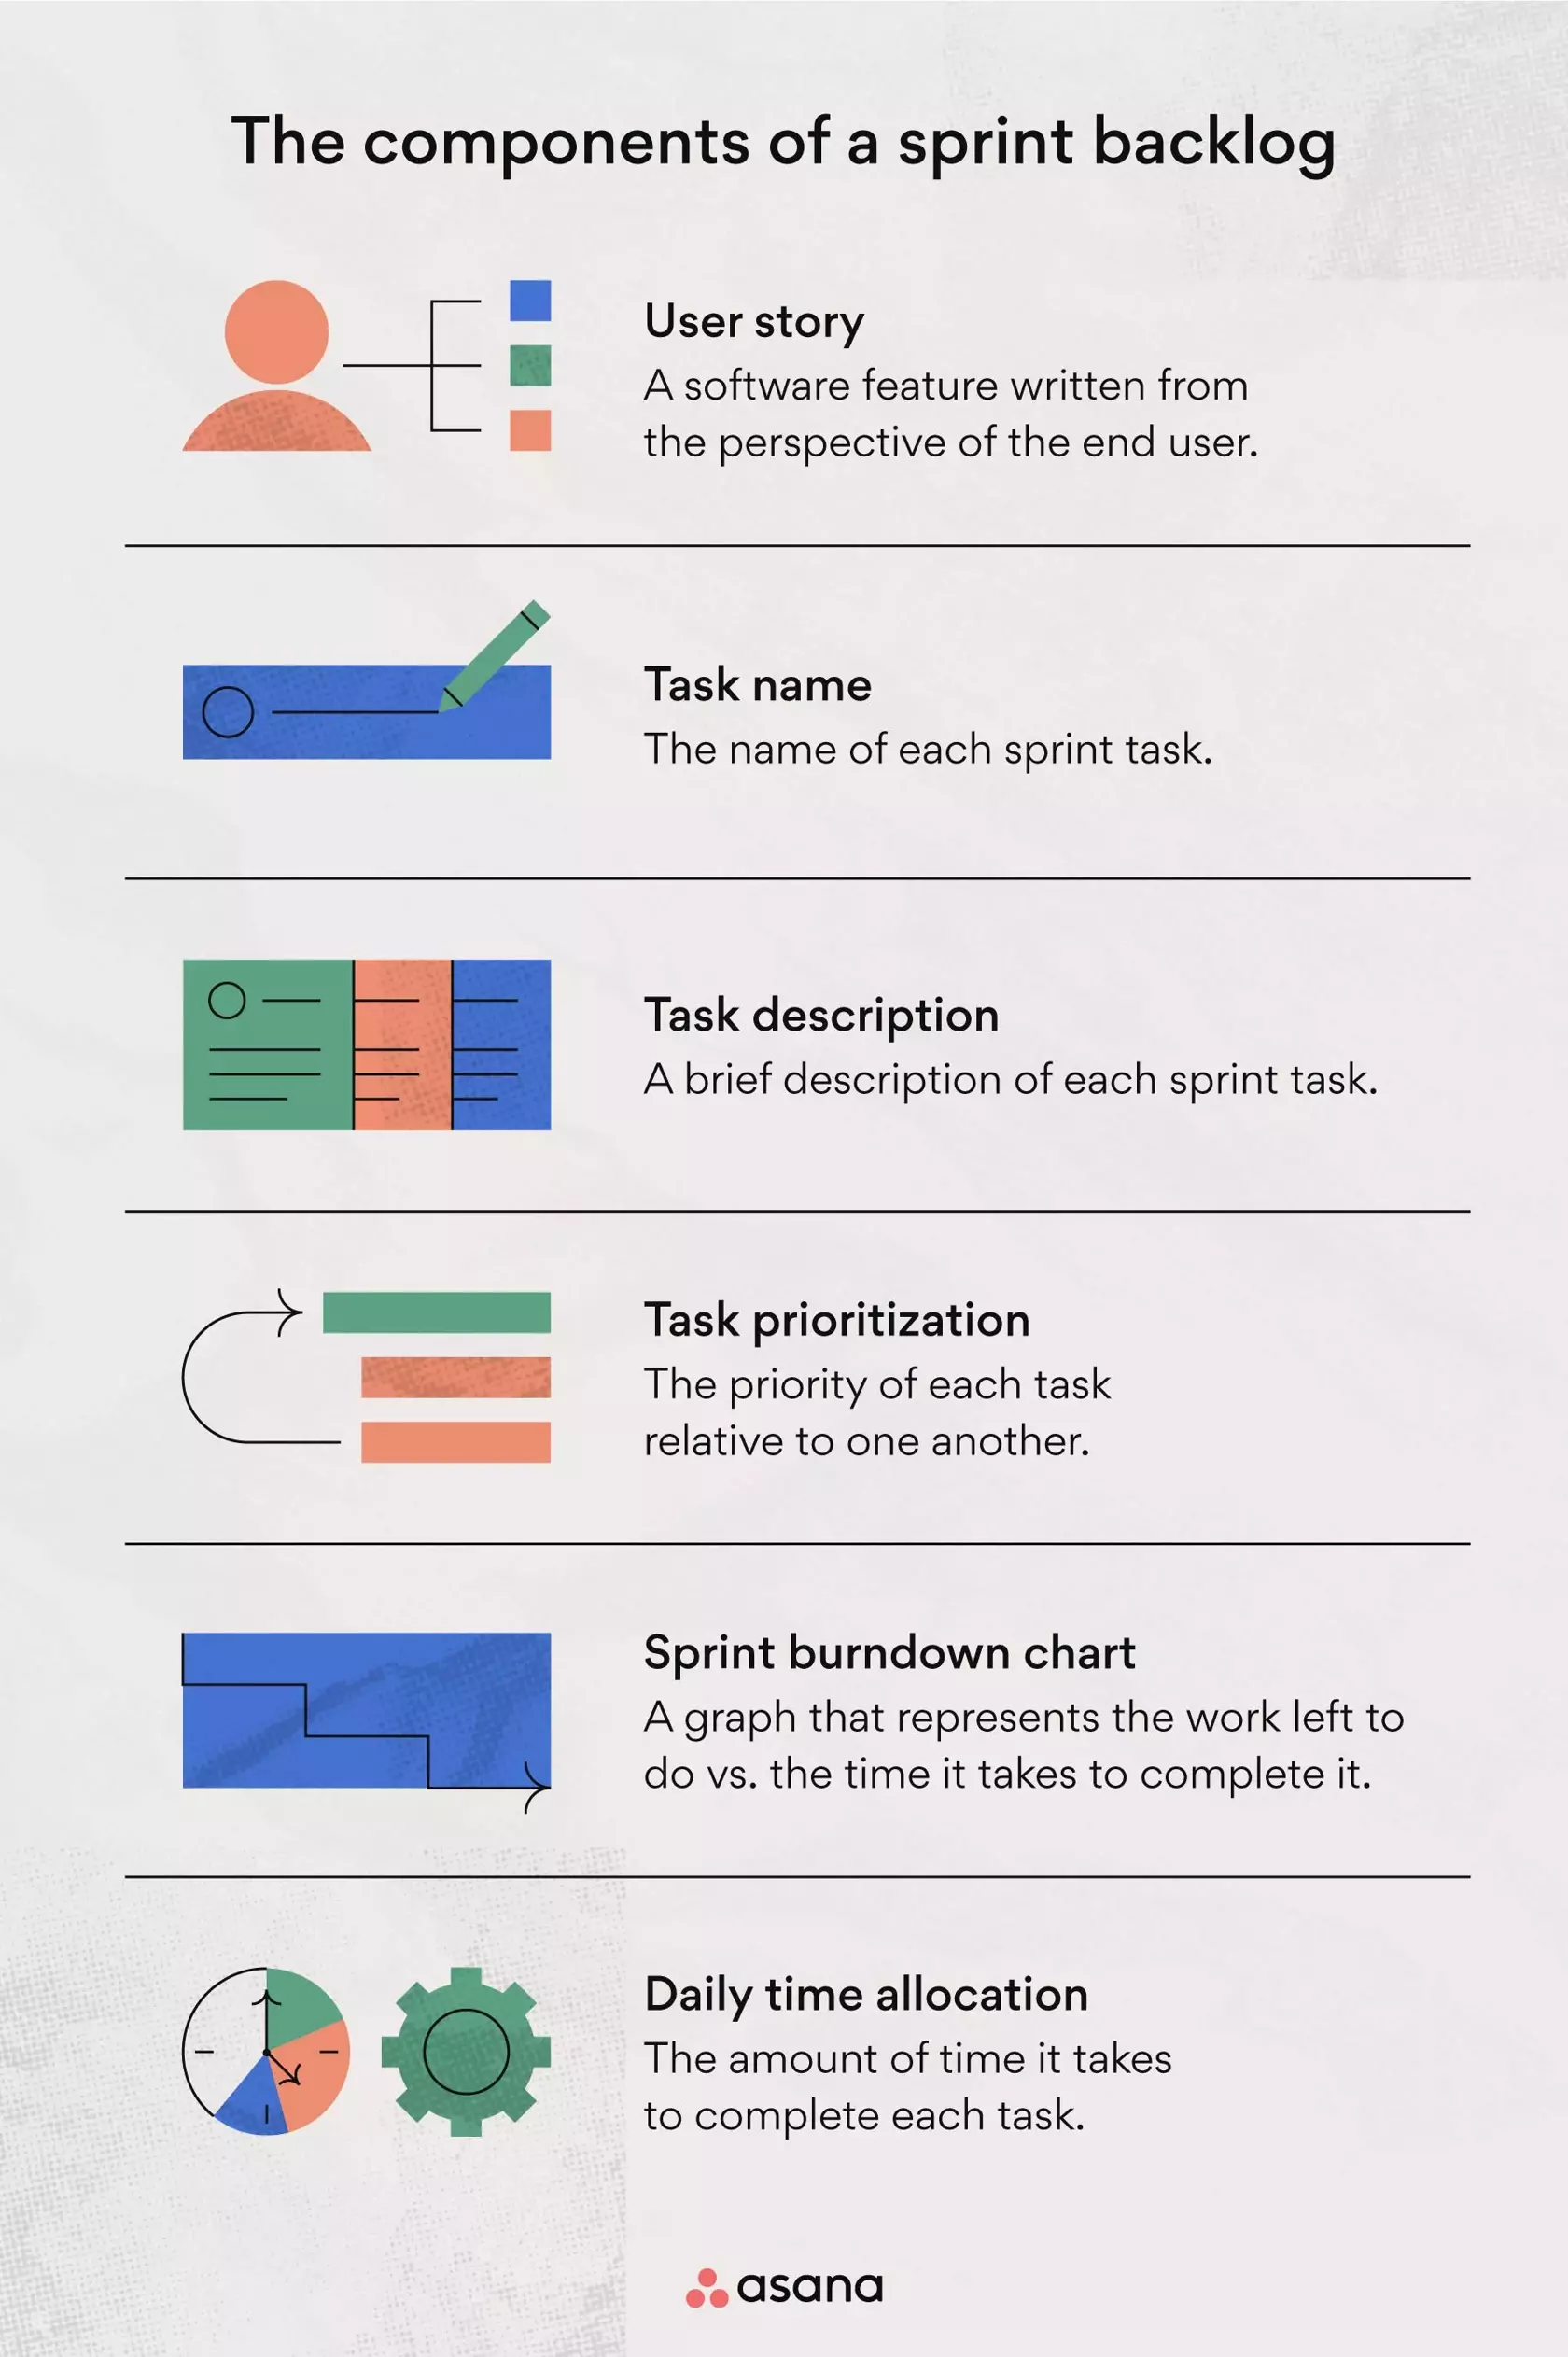 The components of a sprint backlog
User story
A software feature written from
the perspective of the end user.
Task name
The name of each sprint task.
Task description
A brief description of each sprint task.
Task prioritization
The priority of each task
relative to one another.
Sprint burndown chart
A graph that represents the work left to
do vs. the time it takes to complete it.
Daily time allocation
The amount of time it takes
to complete each task.
asana